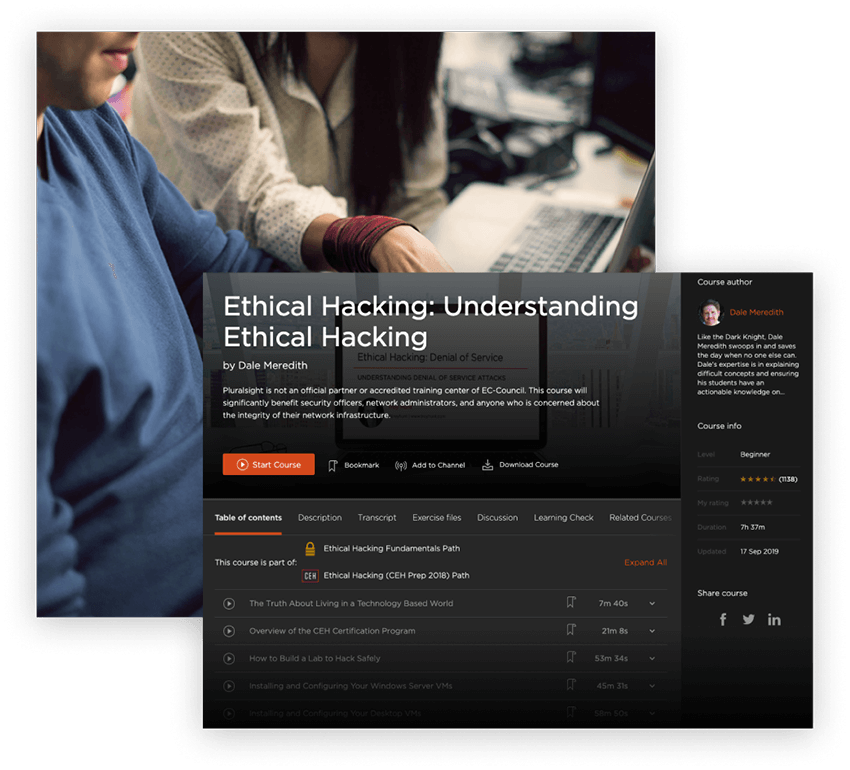 Ethical Hacking: Understanding
Ethical Hacking
by Dale Meredith
Pluralsight is not an official partner or accredited training center of EC-Council. This course will
significantly benefit security officers, network administrators, and anyone who is concerned about
the integrity of their network infrastructure.
Ethical Hacking: Denial of Service
UNDERSTANDING DENIAL OF SERVICE ATTACKS
Start Course
Bookmark
Add to Channel
Download Course
Table of contents
Description
Transcript
Exercise files
Discussion
Learning Check
Related Courses
This course is part of:
Ethical Hacking Fundamentals Path
CEH
Ethical Hacking (CEH Prep 2018) Path
Expand All
The Truth About Living in a Technology Based World
7m 40s
Overview of the CEH Certification Program
21m 8s
How to Build a Lab to Hack Safely
53m 34s
Installing and Configuring Your Windows Server VMs
45m 31s
Installing and Configuring Your Desktop VMs
58m 50s
Course author
Dale Meredith
Like the Dark Knight, Dale
Meredith swoops in and saves
the day when no one else can.
Dale's expertise is in explaining
difficult concepts and ensuring
his students have an
actionable knowledge on...
Course info
Level
Beginner
Rating
(1138)
My rating
Duration
7h 37m
Updated
17 Sep 2019
Share course